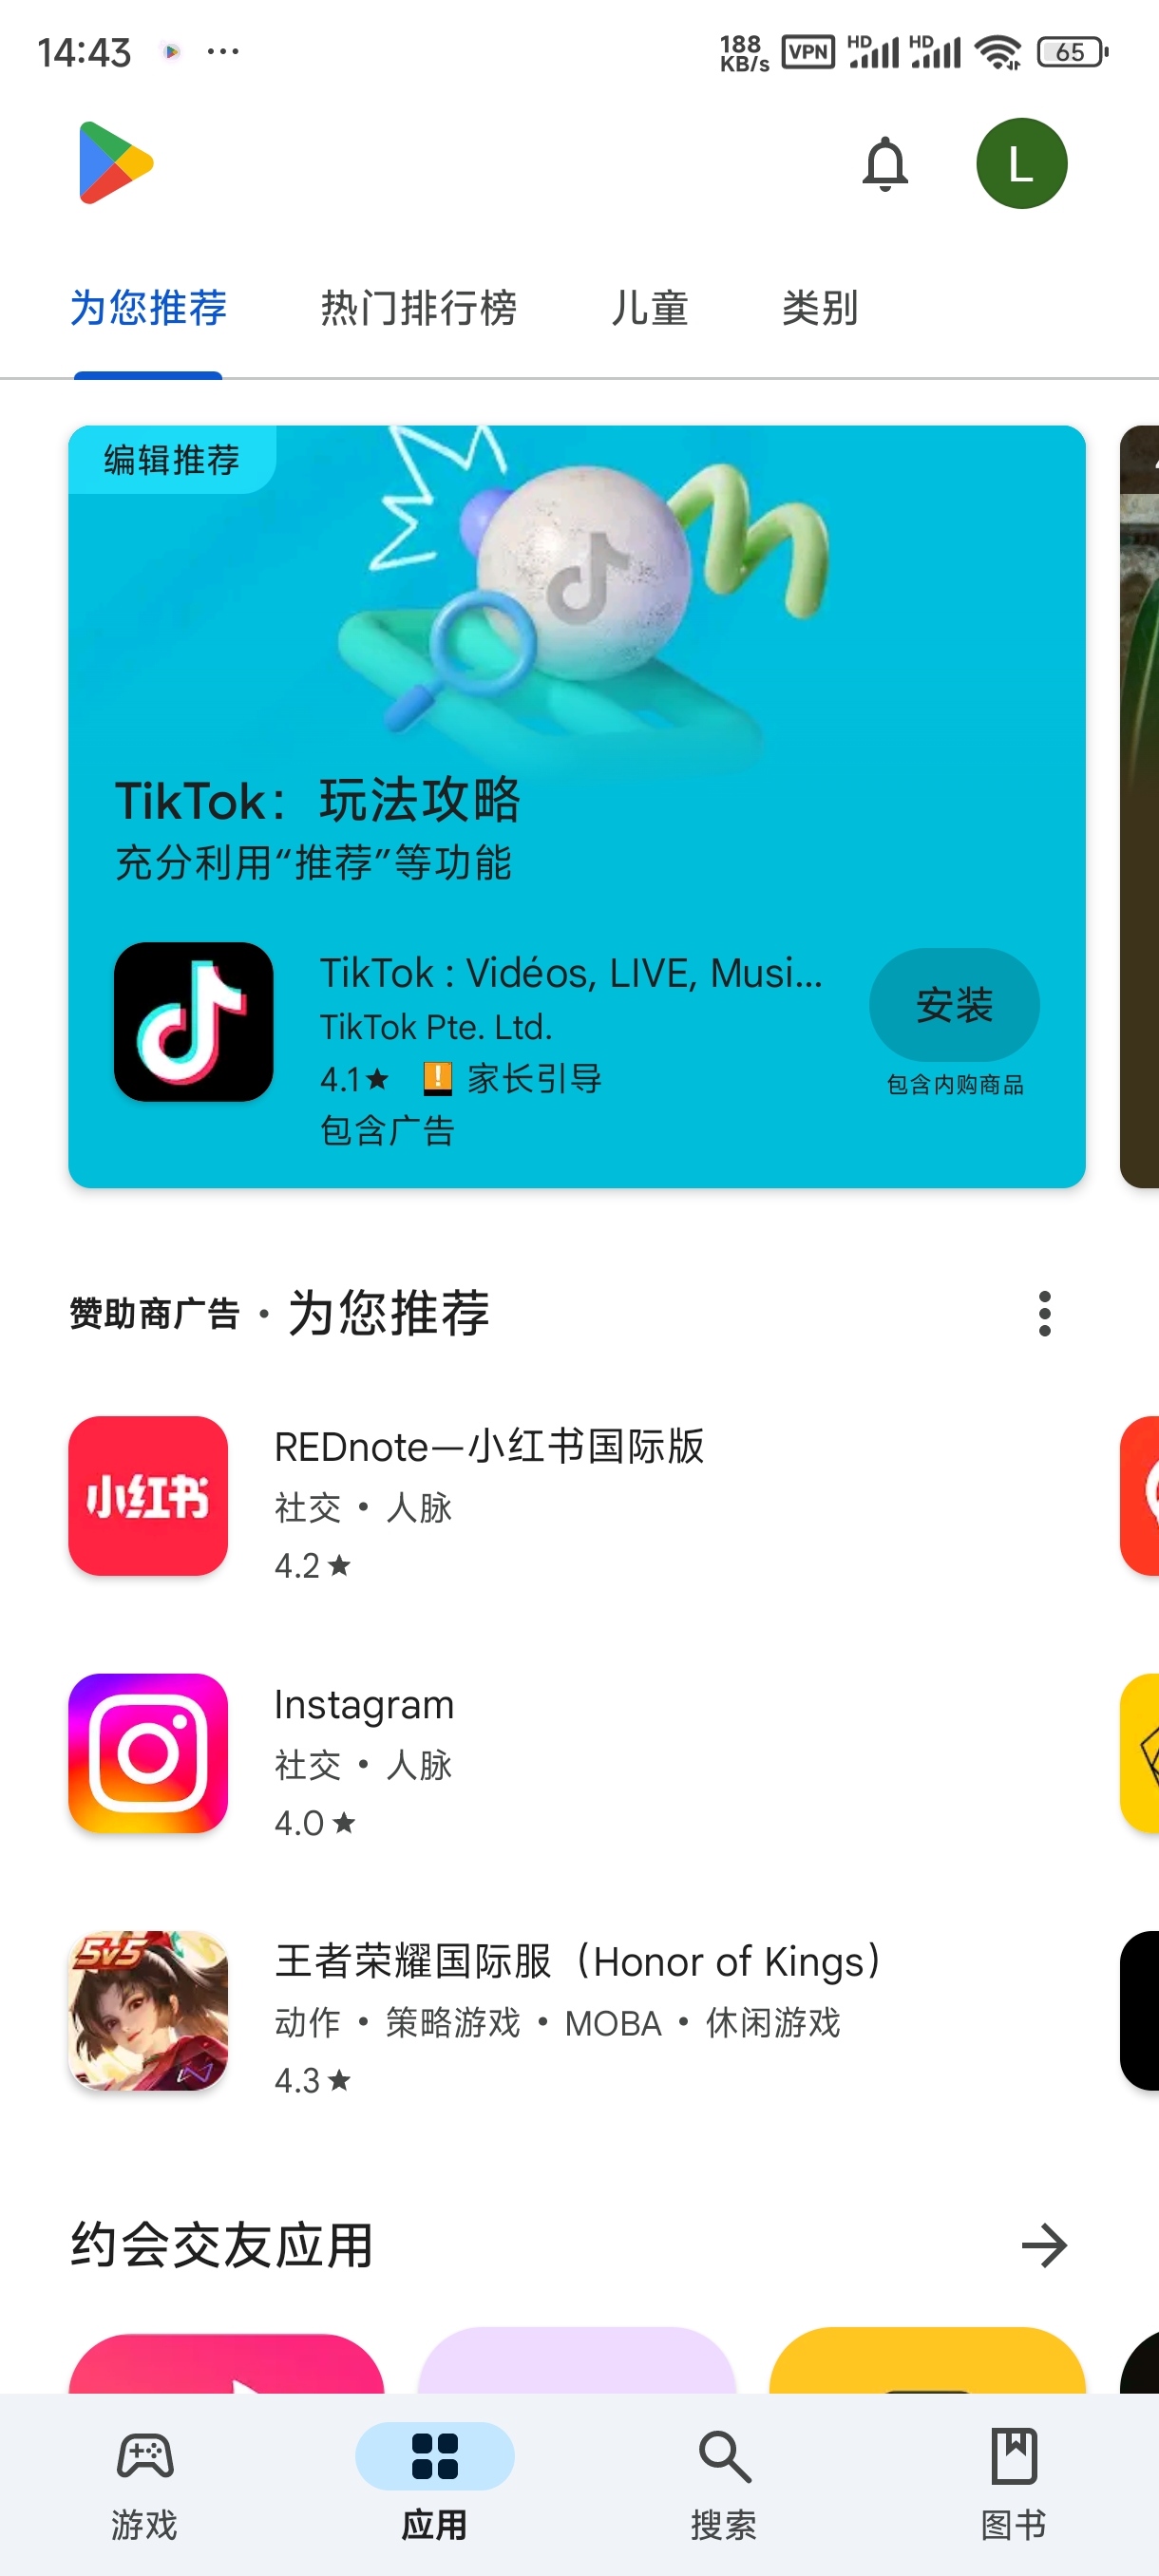 14:43
188 KB/s VPN HD HD 65
L
为您推荐 热门排行榜 儿童 类别
编辑推荐
TikTok：玩法攻略
充分利用“推荐”等功能
TikTok : Vidéos, LIVE, Musi...
TikTok Pte. Ltd.
4.1★ 家长引导
包含广告
安装
包含内购商品
赞助商广告 • 为您推荐
小红书
REDnote—小红书国际版
社交 • 人脉
4.2★
Instagram
社交 • 人脉
4.0★
5v5
王者荣耀国际服（Honor of Kings）
动作 • 策略游戏 • MOBA • 休闲游戏
4.3★
约会交友应用
游戏 应用 搜索 图书